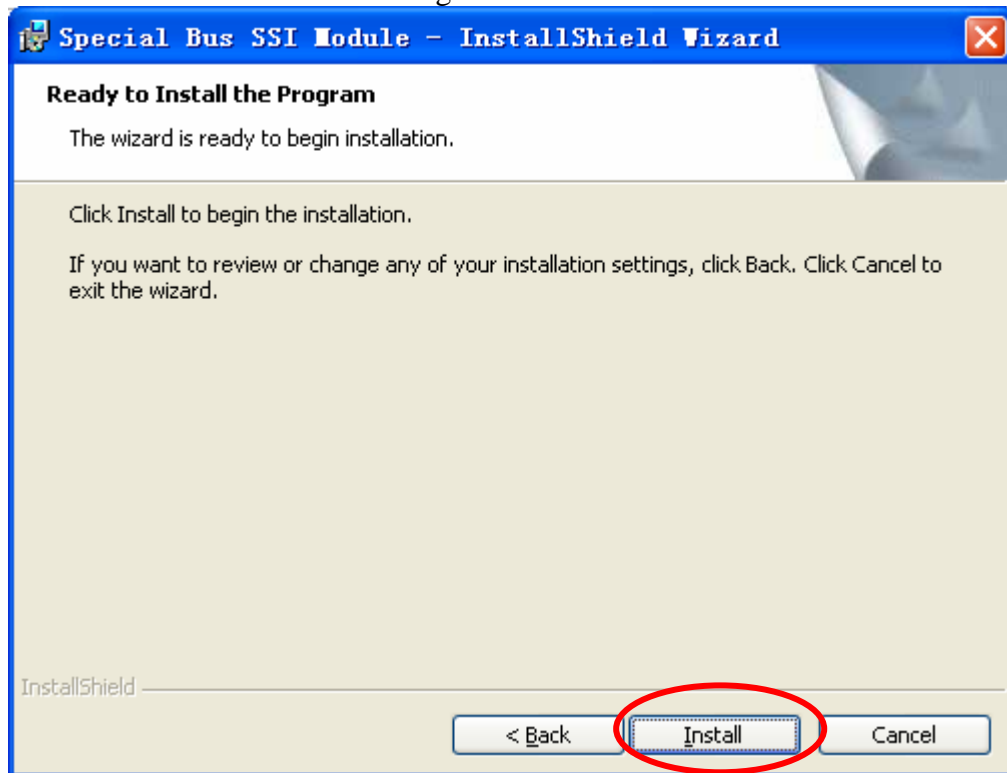 Special Bus SSI Module - InstallShield Wizard
Ready to Install the Program
The wizard is ready to begin installation.
Click Install to begin the installation.
If you want to review or change any of your installation settings, click Back. Click Cancel to
exit the wizard.
InstallShield
< Back Install Cancel